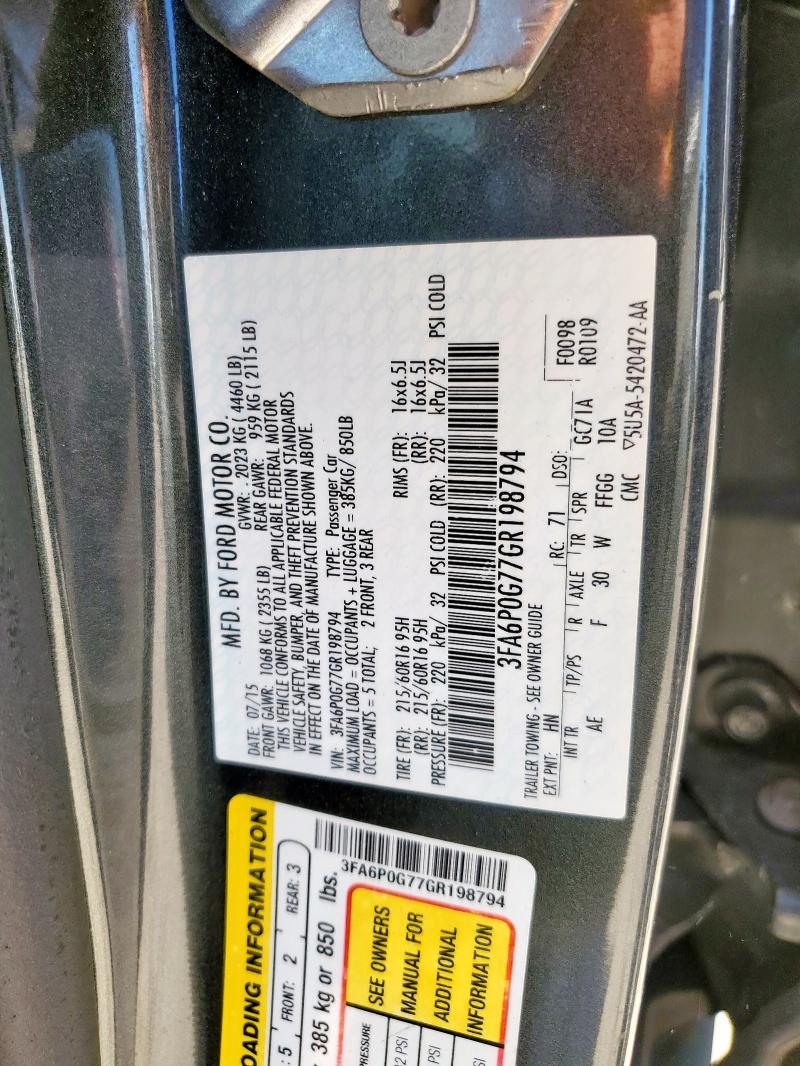 MFD. BY FORD MOTOR CO.
DATE: 07/15 GVWR: 2023 KG ( 4460 LB)
FRONT GAWR: 1068 KG ( 2355 LB) REAR GAWR: 959 KG ( 2115 LB)
THIS VEHICLE CONFORMS TO ALL APPLICABLE FEDERAL MOTOR
VEHICLE SAFETY, BUMPER, AND THEFT PREVENTION STANDARDS
IN EFFECT ON THE DATE OF MANUFACTURE SHOWN ABOVE.
VIN: 3FA6P0G77GR198794 TYPE: Passenger Car
MAXIMUM LOAD = OCCUPANTS + LUGGAGE = 385KG/ 850LB
OCCUPANTS = 5 TOTAL; 2 FRONT, 3 REAR
TIRE (FR): 215/60R16 95H RIMS (FR): 16x6.5J
(RR): 215/60R16 95H (RR): 16x6.5J
PRESSURE (FR): 220 kPa/ 32 PSI COLD (RR): 220 kPa/ 32 PSI COLD
3FA6P0G77GR198794
TRAILER TOWING - SEE OWNER GUIDE
EXT PNT: HN RC: 71 DSO: F0098
INT TR TP/PS R AXLE TR SPR GC71A R0109
AE F 30 W FFGG 10A
CMC ▽5U5A-5420472-AA
OADING INFORMATION
: 5 FRONT: 2 REAR: 3
385 kg or 850 lbs.
3FA6P0G77GR198794
PRESSURE
2 PSI
PSI
SI
SEE OWNERS
MANUAL FOR
ADDITIONAL
INFORMATION